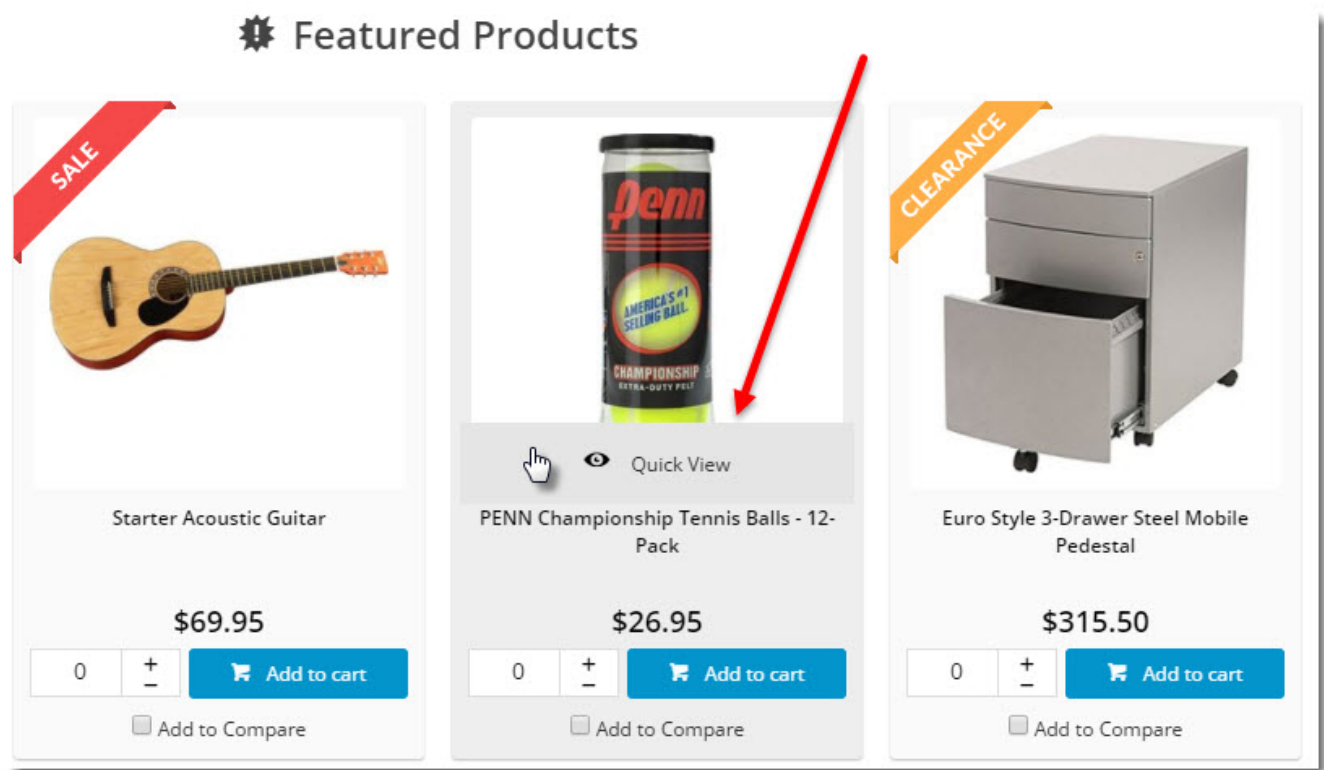 Featured Products
SALE
CLEARANCE
Penn
AMERICA'S #1
SELLING BALL.
CHAMPIONSHIP
EXTRA-DUTY FELT
Quick View
Starter Acoustic Guitar
PENN Championship Tennis Balls - 12-
Pack
Euro Style 3-Drawer Steel Mobile
Pedestal
$69.95
$26.95
$315.50
0 + − Add to cart
0 + − Add to cart
0 + − Add to cart
Add to Compare
Add to Compare
Add to Compare